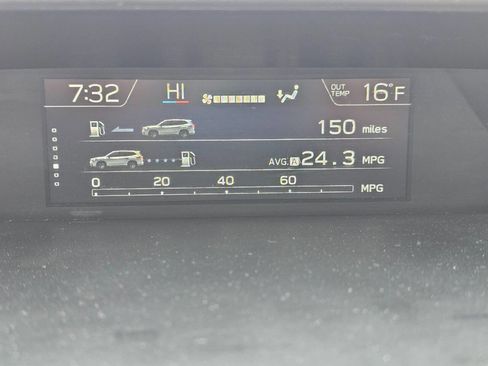 7:32 HI OUT TEMP 16°F
150 miles
AVG. A 24.3 MPG
0 20 40 60 MPG